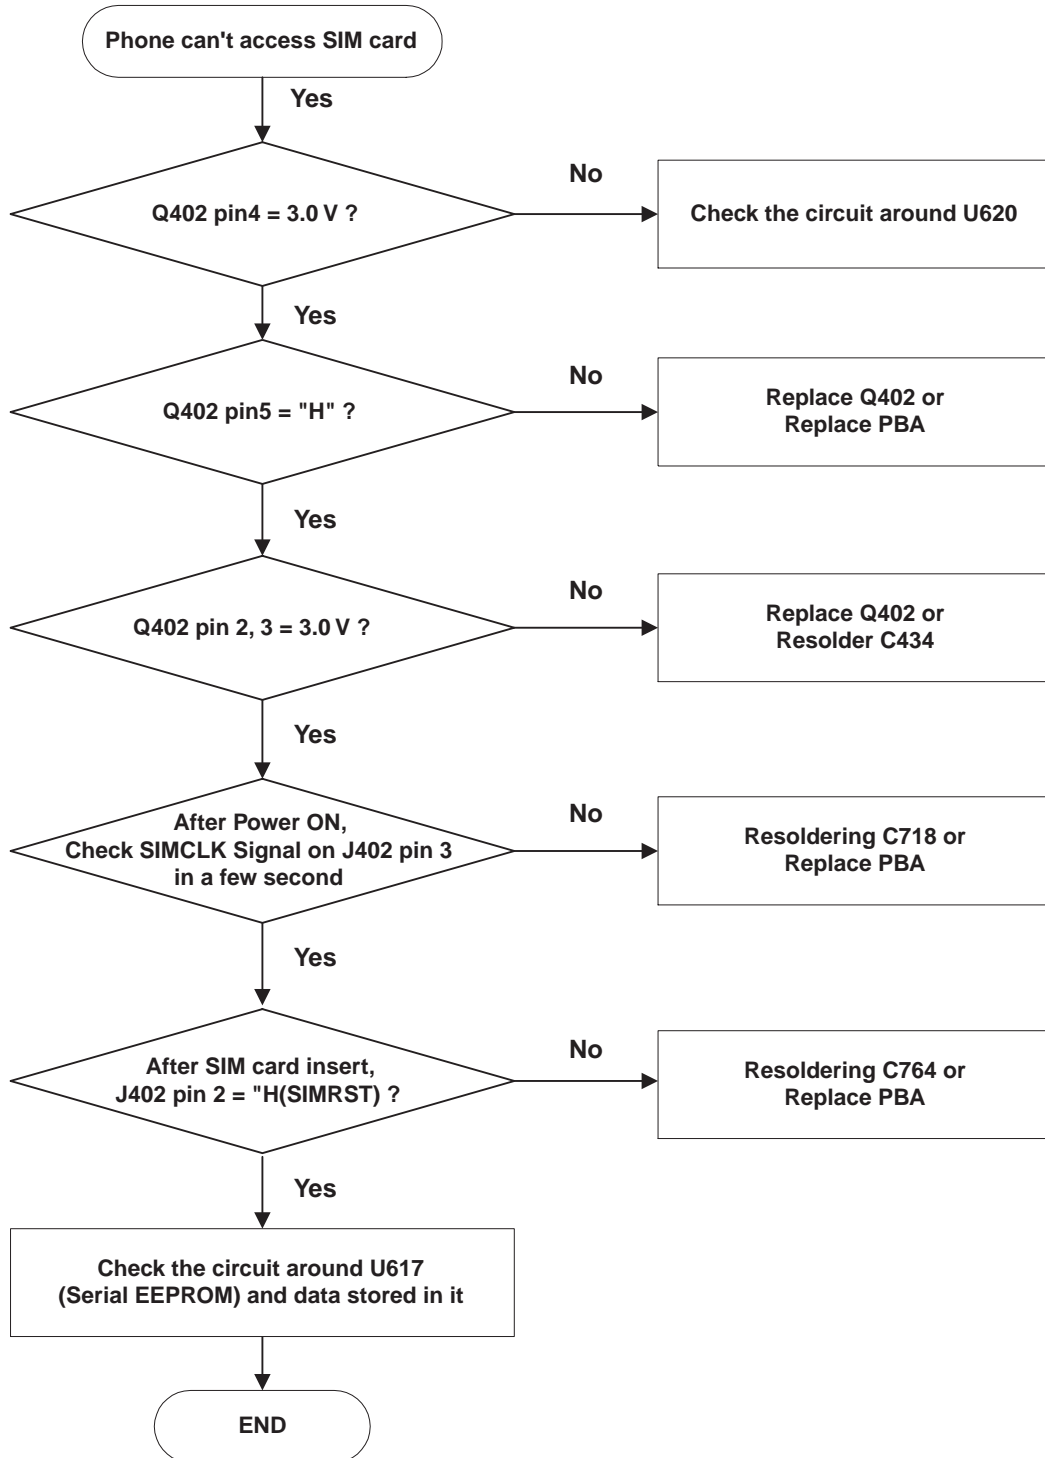 Phone can't access SIM card
Yes
Q402 pin4 = 3.0 V ?
No
Check the circuit around U620
Yes
Q402 pin5 = "H" ?
No
Replace Q402 or
Replace PBA
Yes
Q402 pin 2, 3 = 3.0 V ?
No
Replace Q402 or
Resolder C434
Yes
After Power ON,
Check SIMCLK Signal on J402 pin 3
in a few second
No
Resoldering C718 or
Replace PBA
Yes
After SIM card insert,
J402 pin 2 = "H(SIMRST) ?
No
Resoldering C764 or
Replace PBA
Yes
Check the circuit around U617
(Serial EEPROM) and data stored in it
END